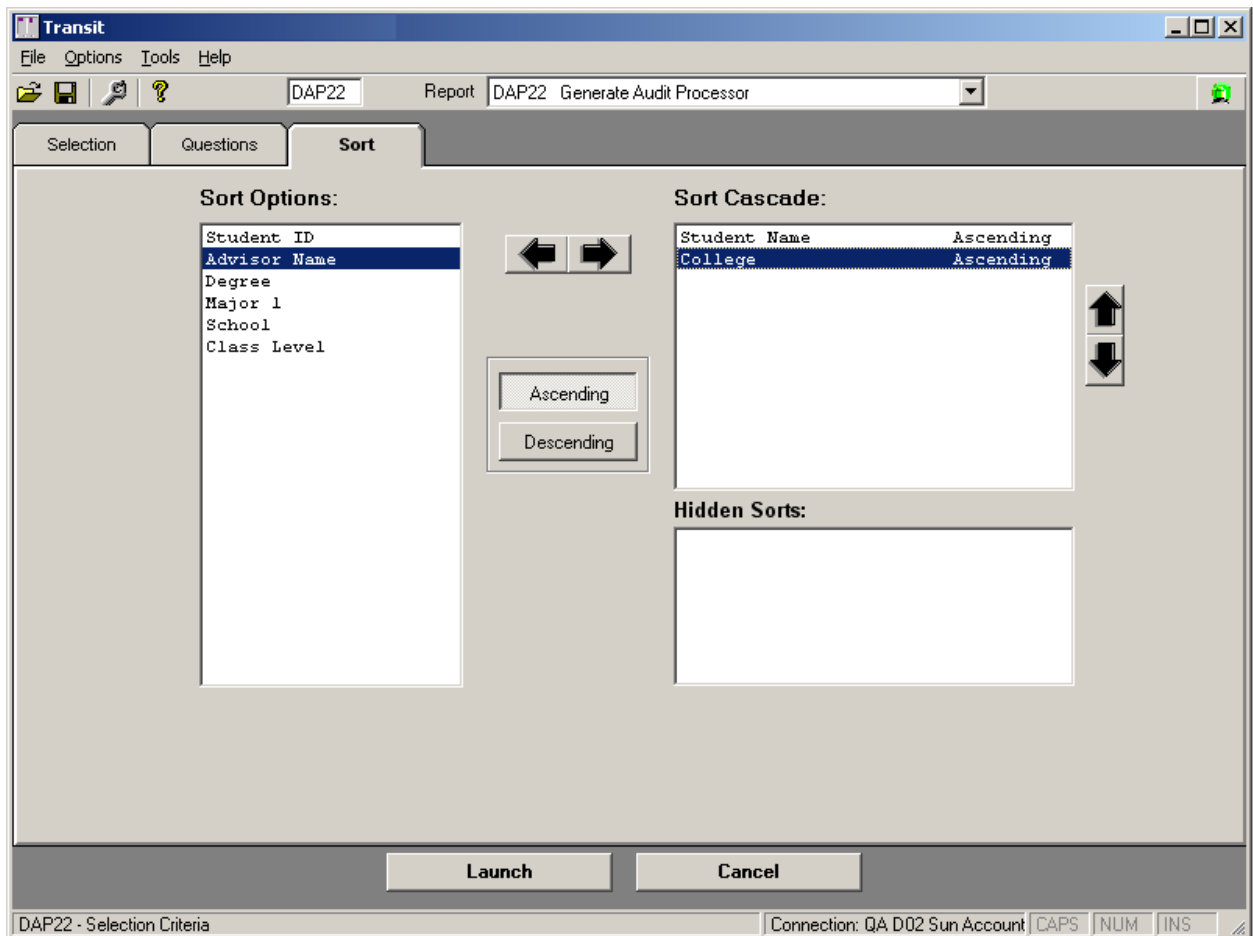 Transit
File Options Tools Help
DAP22 Report DAP22 Generate Audit Processor
Selection Questions Sort
Sort Options: Sort Cascade:
Student ID Student Name Ascending
Advisor Name College Ascending
Degree
Major 1
School
Class Level
Ascending
Descending
Hidden Sorts:
Launch Cancel
DAP22 - Selection Criteria Connection: QA D02 Sun Account CAPS NUM INS